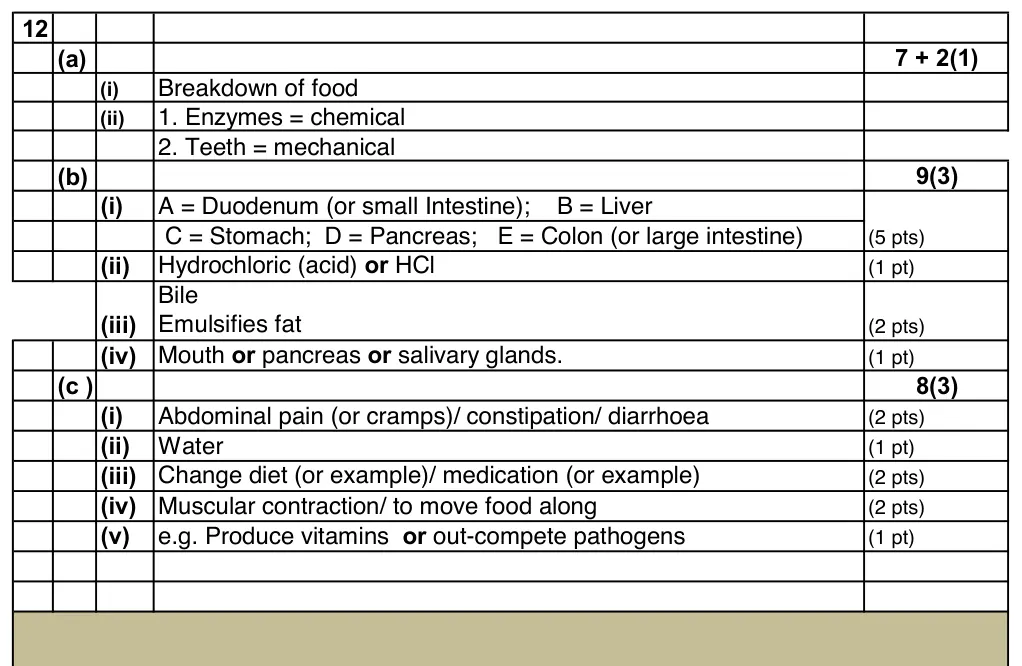 12
(a) 7 + 2(1)
(i) Breakdown of food
(ii) 1. Enzymes = chemical
2. Teeth = mechanical
(b) 9(3)
(i) A = Duodenum (or small Intestine); B = Liver
C = Stomach; D = Pancreas; E = Colon (or large intestine) (5 pts)
(ii) Hydrochloric (acid) or HCl (1 pt)
Bile
(iii) Emulsifies fat (2 pts)
(iv) Mouth or pancreas or salivary glands. (1 pt)
(c ) 8(3)
(i) Abdominal pain (or cramps)/ constipation/ diarrhoea (2 pts)
(ii) Water (1 pt)
(iii) Change diet (or example)/ medication (or example) (2 pts)
(iv) Muscular contraction/ to move food along (2 pts)
(v) e.g. Produce vitamins or out-compete pathogens (1 pt)